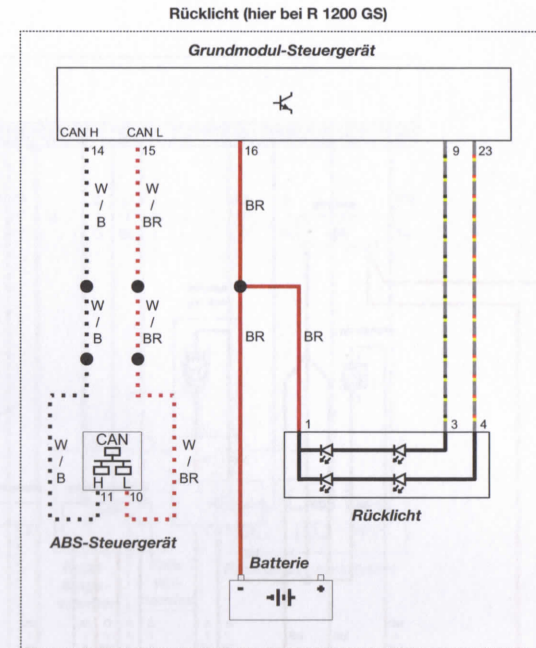 Rücklicht (hier bei R 1200 GS)
Grundmodul-Steuergerät
CAN H
CAN L
14
15
16
9
23
W
/
B
W
/
BR
BR
W
/
B
W
/
BR
BR
BR
1
3
4
W
/
B
CAN
H
L
W
/
BR
11
10
Rücklicht
ABS-Steuergerät
Batterie
-
+